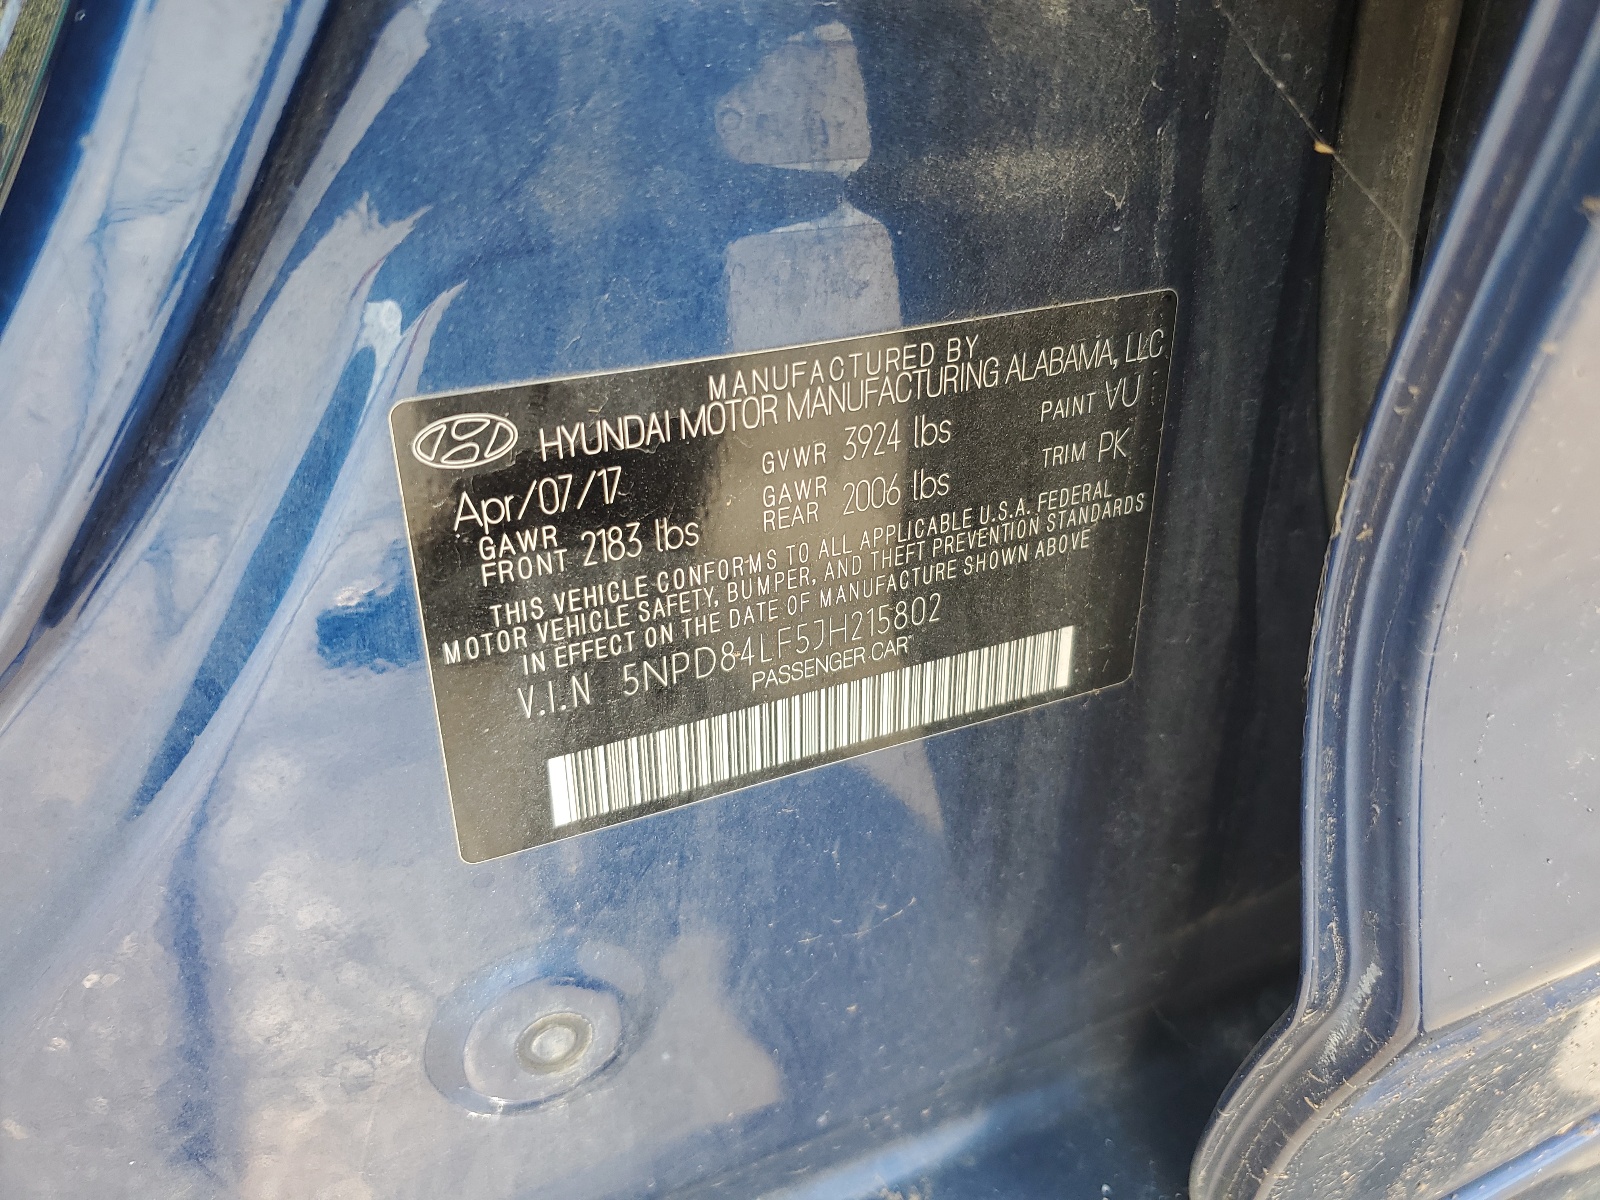 MANUFACTURED BY
HYUNDAI MOTOR MANUFACTURING ALABAMA, LLC
Apr/07/17 GVWR 3924 lbs PAINT VU
GAWR FRONT 2183 lbs GAWR REAR 2006 lbs TRIM PK
THIS VEHICLE CONFORMS TO ALL APPLICABLE U.S.A. FEDERAL
MOTOR VEHICLE SAFETY, BUMPER, AND THEFT PREVENTION STANDARDS
IN EFFECT ON THE DATE OF MANUFACTURE SHOWN ABOVE
V.I.N 5NPD84LF5JH215802
PASSENGER CAR